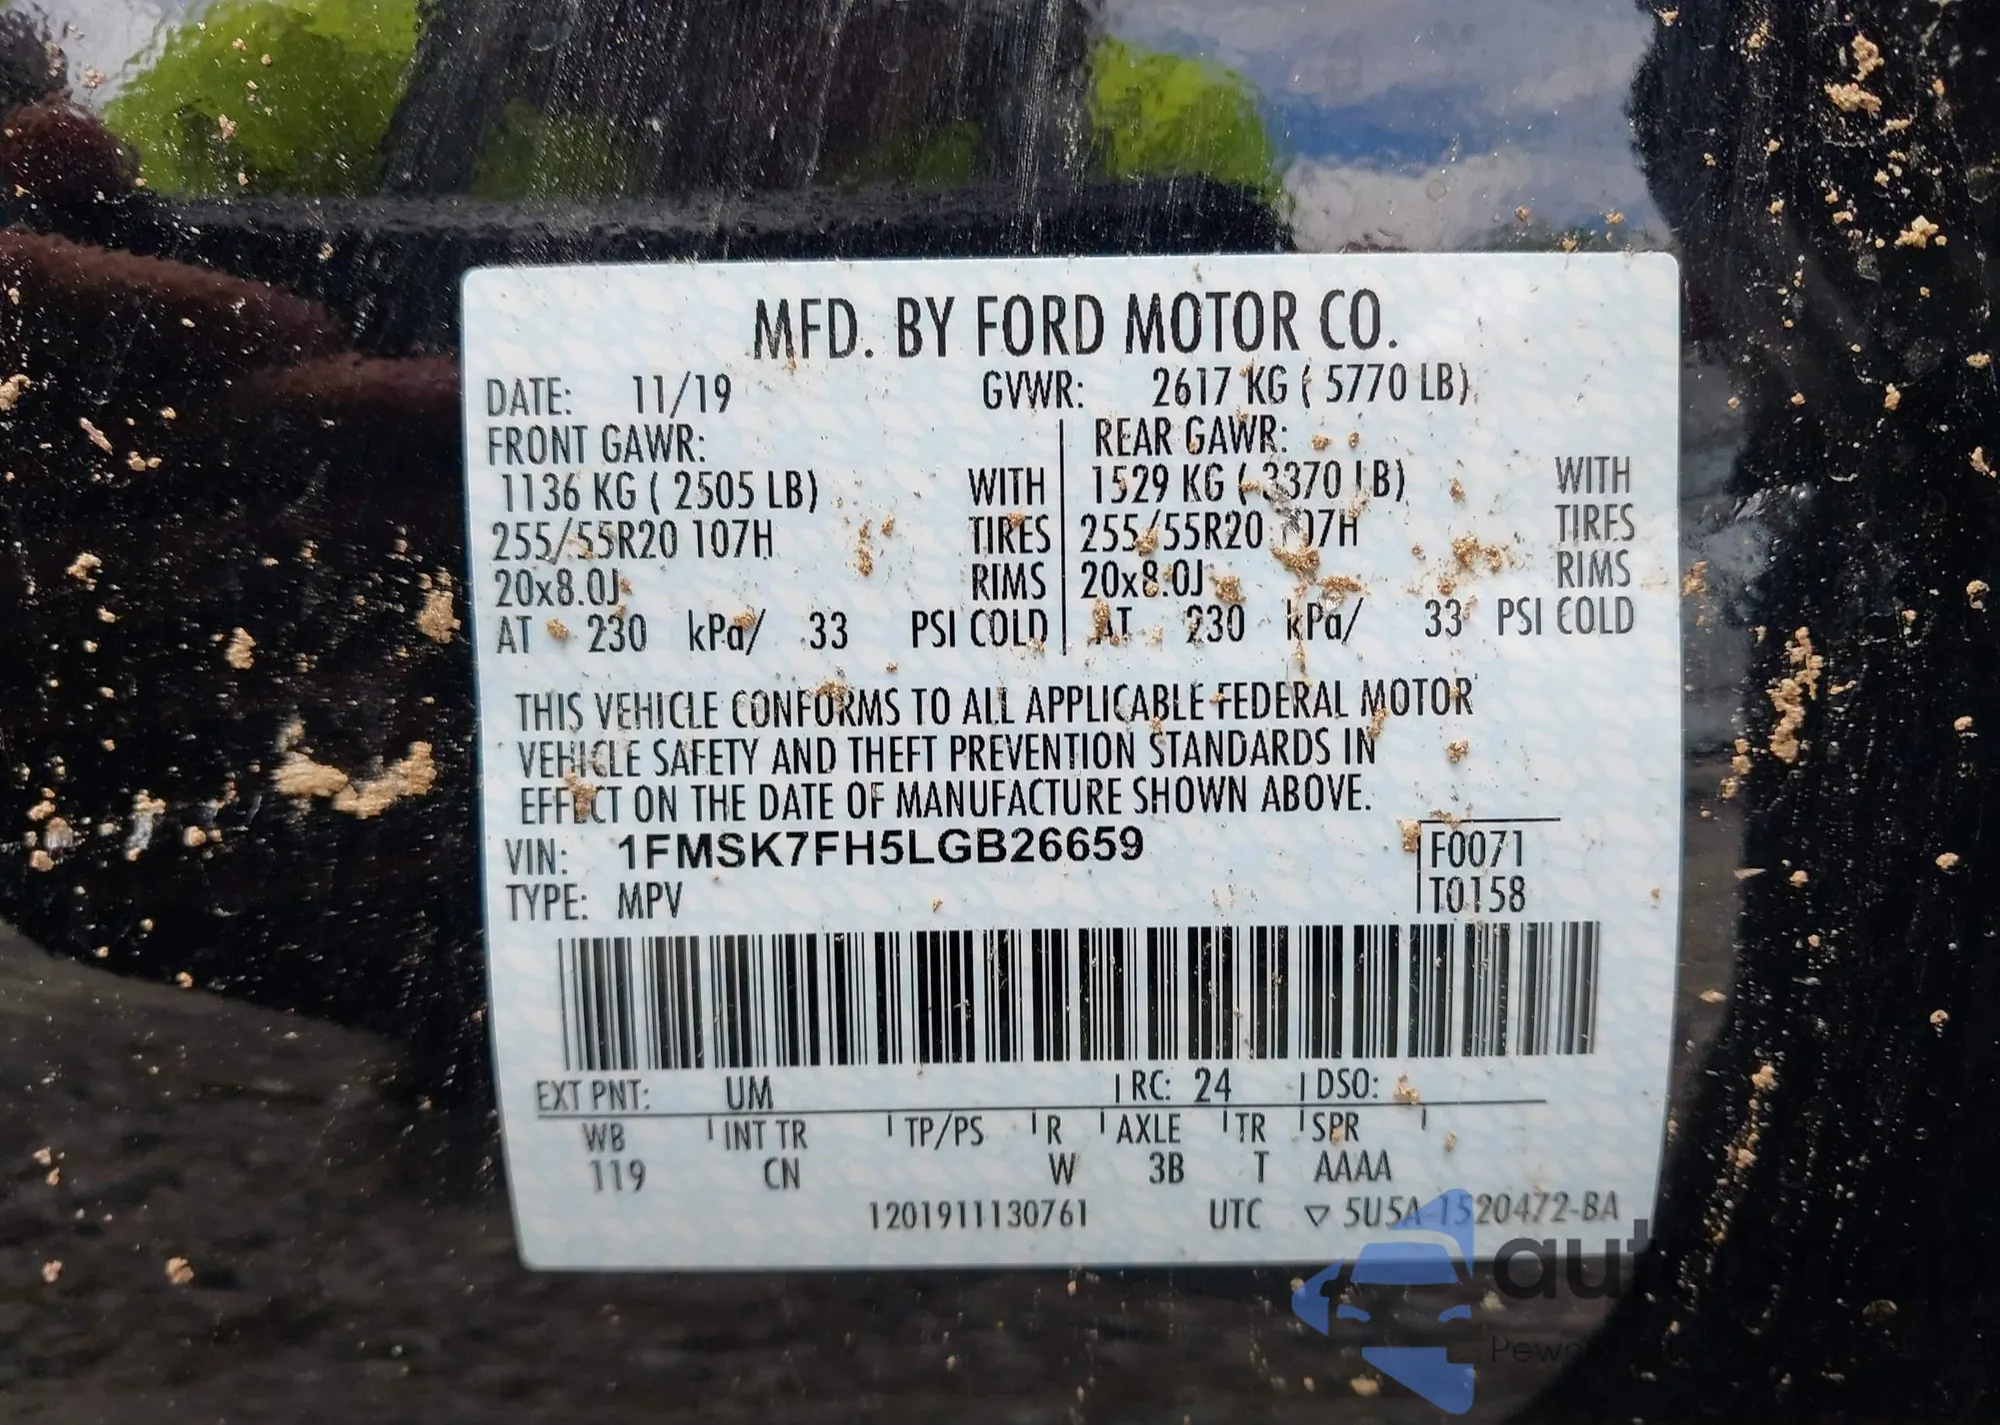 MFD. BY FORD MOTOR CO.
DATE: 11/19 GVWR: 2617 KG ( 5770 LB)
FRONT GAWR: REAR GAWR:
1136 KG ( 2505 LB) WITH 1529 KG ( 3370 LB) WITH
255/55R20 107H TIRES 255/55R20 107H TIRES
20x8.0J RIMS 20x8.0J RIMS
AT 230 kPa/ 33 PSI COLD AT 230 kPa/ 33 PSI COLD
THIS VEHICLE CONFORMS TO ALL APPLICABLE FEDERAL MOTOR
VEHICLE SAFETY AND THEFT PREVENTION STANDARDS IN
EFFECT ON THE DATE OF MANUFACTURE SHOWN ABOVE.
VIN: 1FMSK7FH5LGB26659 F0071
TYPE: MPV T0158
EXT PNT: UM RC: 24 DSO:
WB INT TR TP/PS R AXLE TR SPR
119 CN W 3B T AAAA
1201911130761 UTC ▽ 5U5A-1520472-BA
autoshop